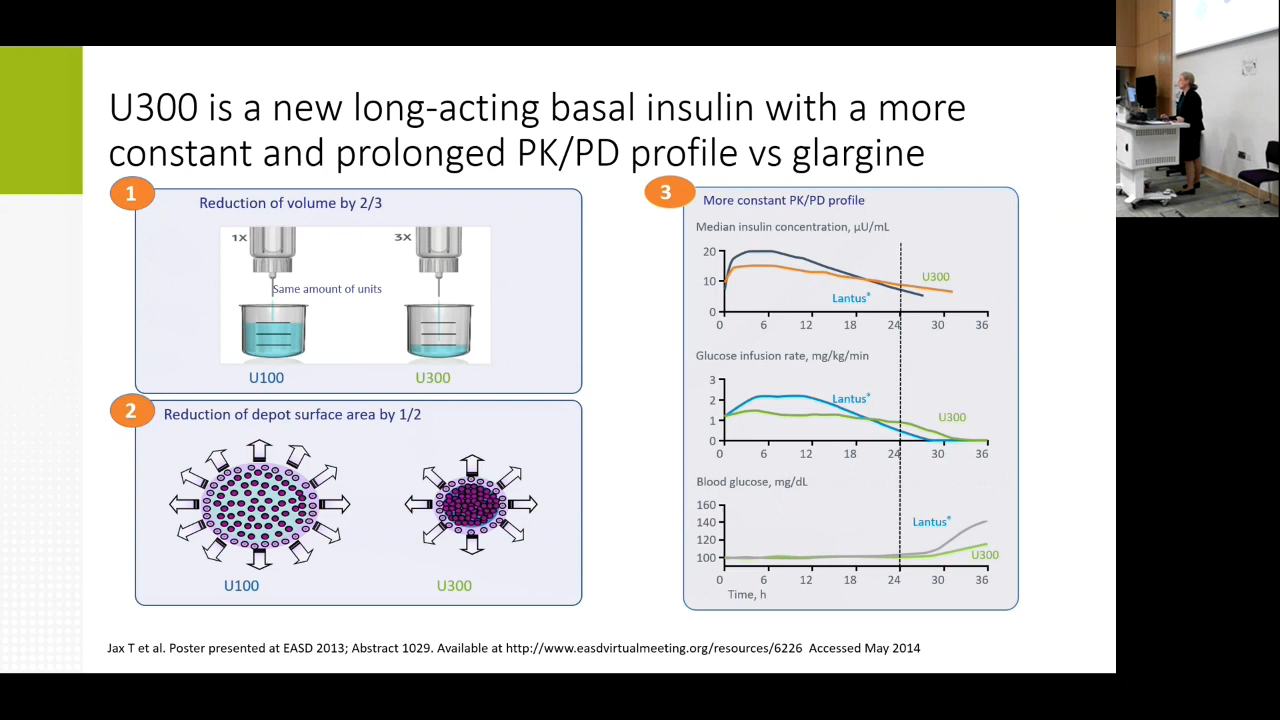 U300 is a new long-acting basal insulin with a more
constant and prolonged PK/PD profile vs glargine
1
Reduction of volume by 2/3
1X
3X
Same amount of units
U100
U300
2
Reduction of depot surface area by 1/2
U100
U300
3
More constant PK/PD profile
Median insulin concentration, µU/mL
20
10
0
Lantus*
U300
0 6 12 18 24 30 36
Glucose infusion rate, mg/kg/min
3
2
1
0
Lantus*
U300
0 6 12 18 24 30 36
Blood glucose, mg/dL
160
140
120
100
Lantus*
U300
0 6 12 18 24 30 36
Time, h
Jax T et al. Poster presented at EASD 2013; Abstract 1029. Available at http://www.easdvirtualmeeting.org/resources/6226 Accessed May 2014